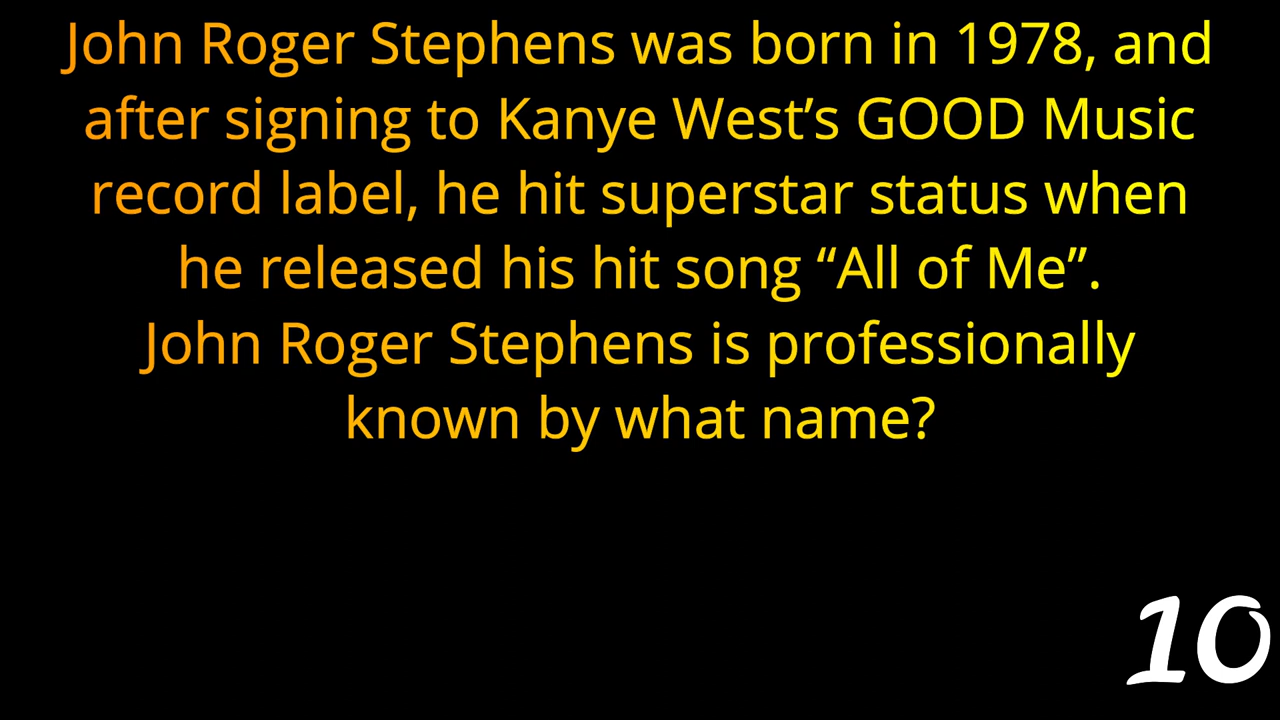 John Roger Stephens was born in 1978, and
after signing to Kanye West’s GOOD Music
record label, he hit superstar status when
he released his hit song “All of Me”.
John Roger Stephens is professionally
known by what name?
10